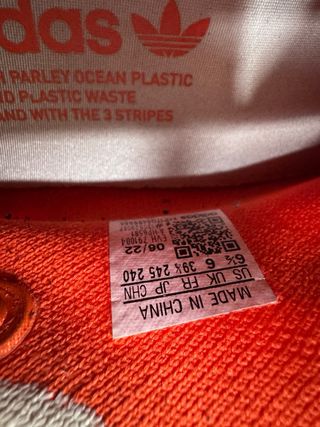 das
H PARLEY OCEAN PLASTIC
ND PLASTIC WASTE
AND WITH THE 3 STRIPES
06/22
6½ 6 39⅓ 245 240
US UK FR JP CHN
MADE IN CHINA